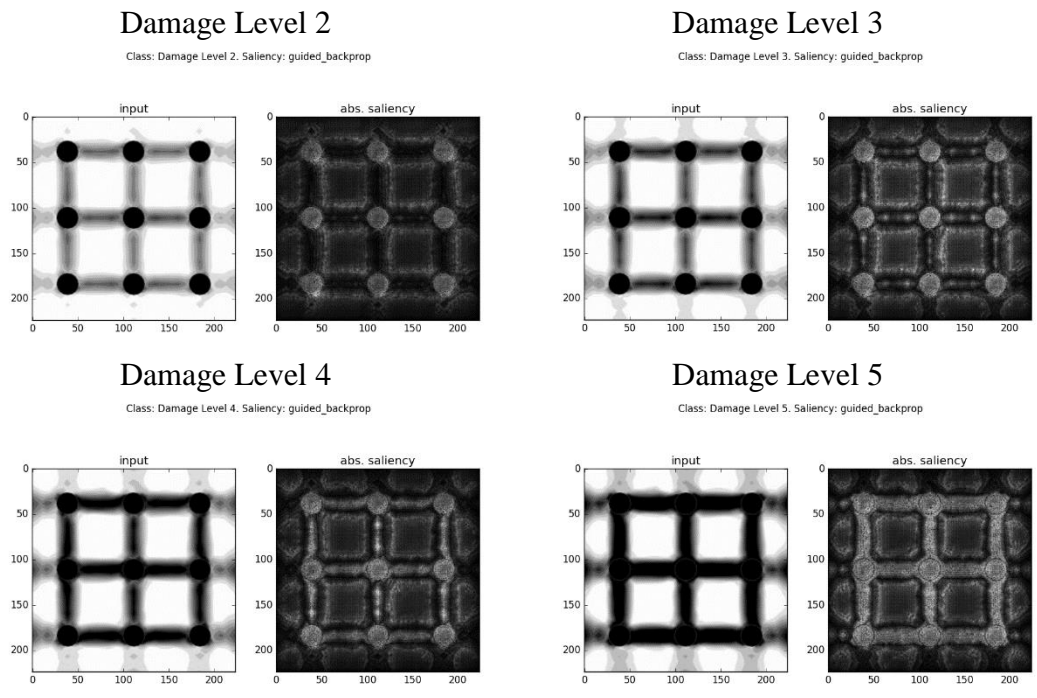 Damage Level 2
Class: Damage Level 2. Saliency: guided_backprop
input
abs. saliency
0
50
100
150
200
0 50 100 150 200
0
50
100
150
200
0 50 100 150 200
Damage Level 3
Class: Damage Level 3. Saliency: guided_backprop
input
abs. saliency
0
50
100
150
200
0 50 100 150 200
0
50
100
150
200
0 50 100 150 200
Damage Level 4
Class: Damage Level 4. Saliency: guided_backprop
input
abs. saliency
0
50
100
150
200
0 50 100 150 200
0
50
100
150
200
0 50 100 150 200
Damage Level 5
Class: Damage Level 5. Saliency: guided_backprop
input
abs. saliency
0
50
100
150
200
0 50 100 150 200
0
50
100
150
200
0 50 100 150 200